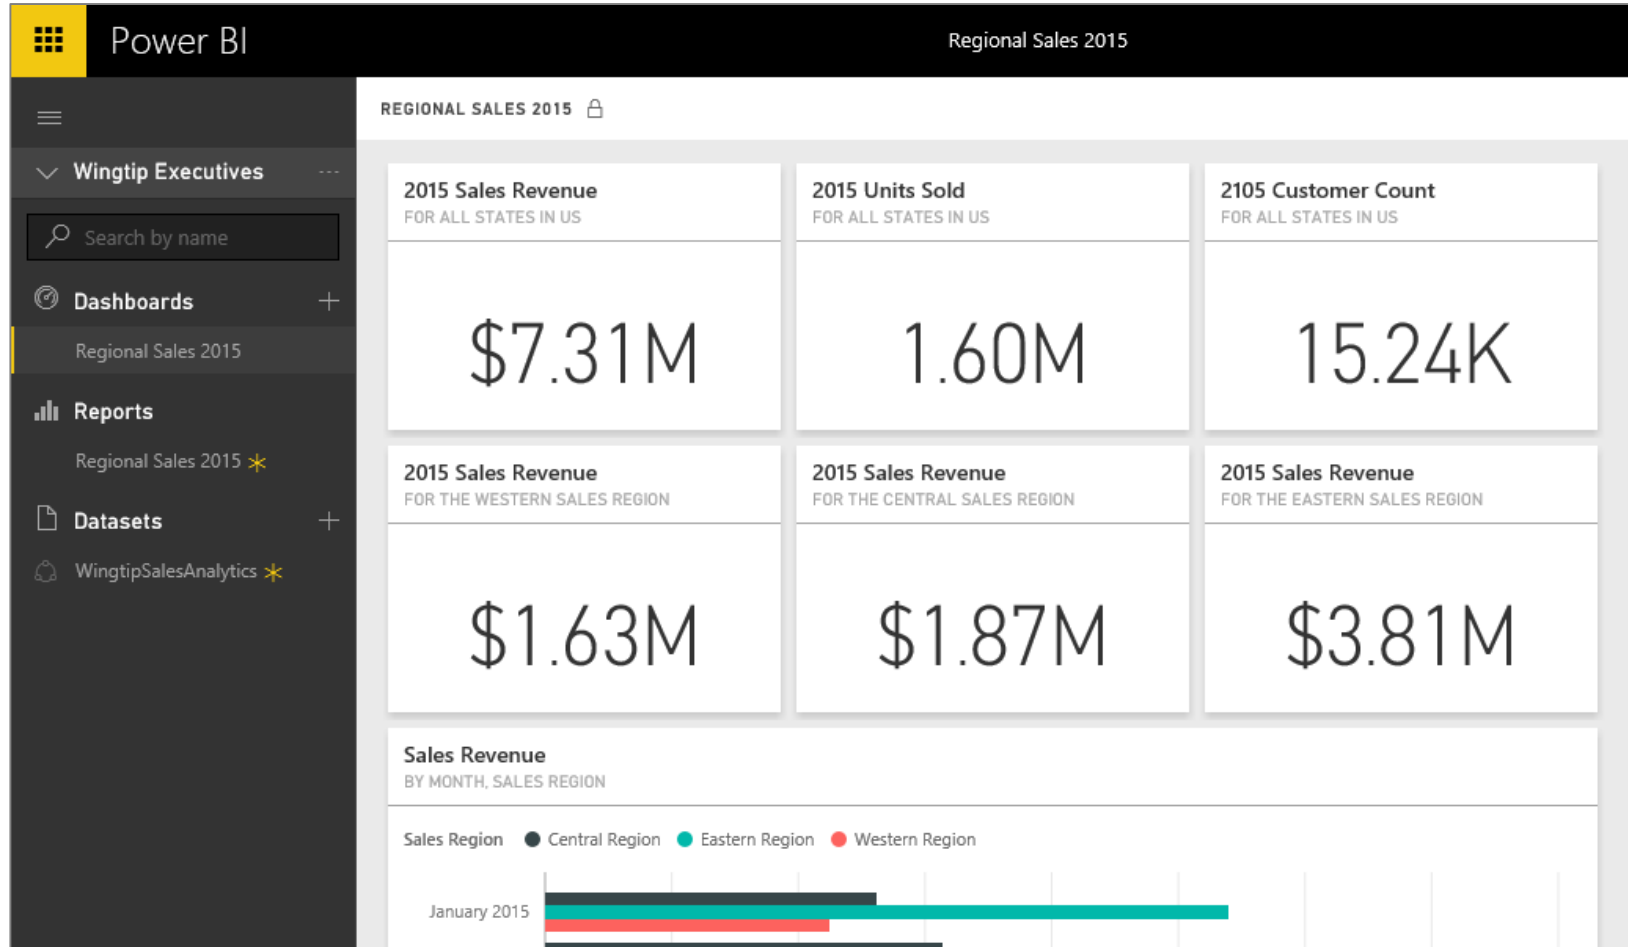 Power BI
Regional Sales 2015
REGIONAL SALES 2015
Wingtip Executives
Search by name
Dashboards
Regional Sales 2015
Reports
Regional Sales 2015
Datasets
WingtipSalesAnalytics
2015 Sales Revenue
FOR ALL STATES IN US
$7.31M
2015 Units Sold
FOR ALL STATES IN US
1.60M
2105 Customer Count
FOR ALL STATES IN US
15.24K
2015 Sales Revenue
FOR THE WESTERN SALES REGION
$1.63M
2015 Sales Revenue
FOR THE CENTRAL SALES REGION
$1.87M
2015 Sales Revenue
FOR THE EASTERN SALES REGION
$3.81M
Sales Revenue
BY MONTH, SALES REGION
Sales Region Central Region Eastern Region Western Region
January 2015